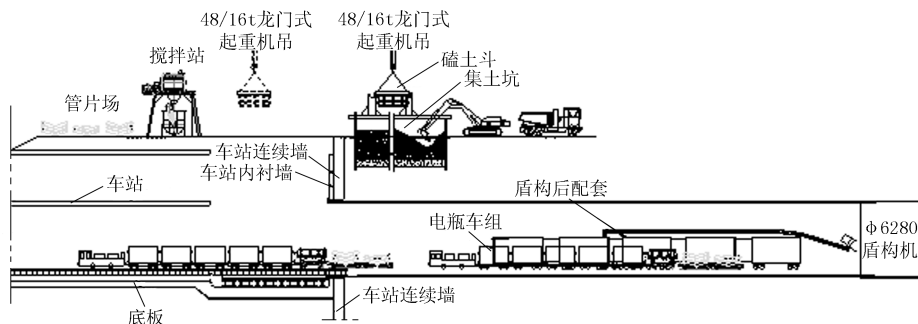 48/16t龙门式
起重机吊
48/16t龙门式
起重机吊
搅拌站
磕土斗
集土坑
管片场
车站连续墙
车站内衬墙
车站
盾构后配套
电瓶车组
φ6280
盾构机
车站连续墙
底板